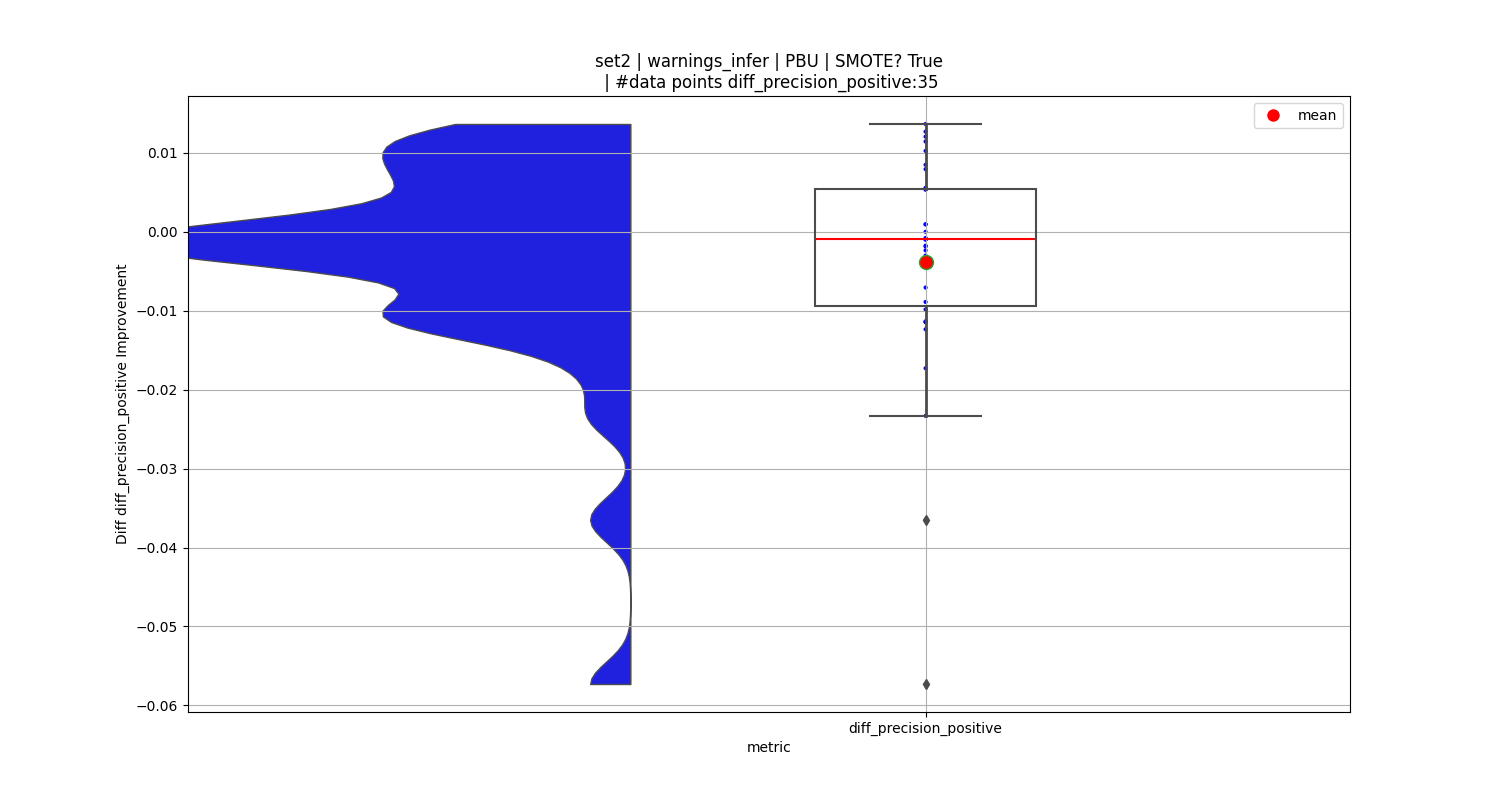 set2 | warnings_infer | PBU | SMOTE? True
| #data points diff_precision_positive:35
mean
0.01
0.00
−0.01
−0.02
−0.03
−0.04
−0.05
−0.06
Diff diff_precision_positive Improvement
diff_precision_positive
metric